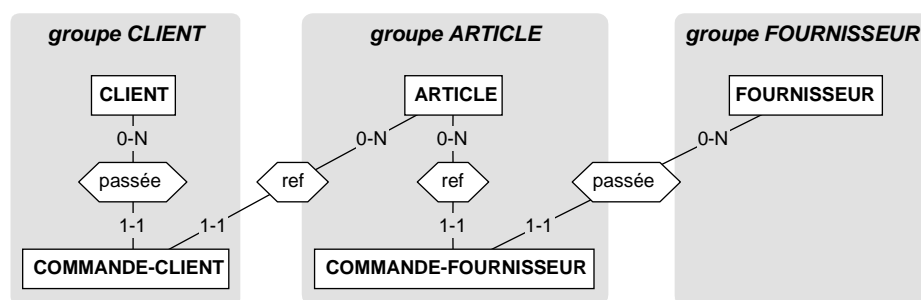 groupe CLIENT groupe ARTICLE groupe FOURNISSEUR
CLIENT ARTICLE FOURNISSEUR
0-N 0-N 0-N 0-N
passée ref ref passée
1-1 1-1 1-1 1-1
COMMANDE-CLIENT COMMANDE-FOURNISSEUR